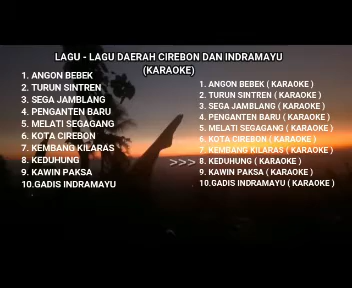 LAGU - LAGU DAERAH CIREBON DAN INDRAMAYU
(KARAOKE)
1. ANGON BEBEK
2. TURUN SINTREN
3. SEGA JAMBLANG
4. PENGANTEN BARU
5. MELATI SEGAGANG
6. KOTA CIREBON
7. KEMBANG KILARAS
8. KEDUHUNG
9. KAWIN PAKSA
10.GADIS INDRAMAYU
>>>
1. ANGON BEBEK ( KARAOKE )
2. TURUN SINTREN ( KARAOKE )
3. SEGA JAMBLANG ( KARAOKE )
4. PENGANTEN BARU ( KARAOKE )
5. MELATI SEGAGANG ( KARAOKE )
6. KOTA CIREBON ( KARAOKE )
7. KEMBANG KILARAS ( KARAOKE )
8. KEDUHUNG ( KARAOKE )
9. KAWIN PAKSA ( KARAOKE )
10.GADIS INDRAMAYU ( KARAOKE )